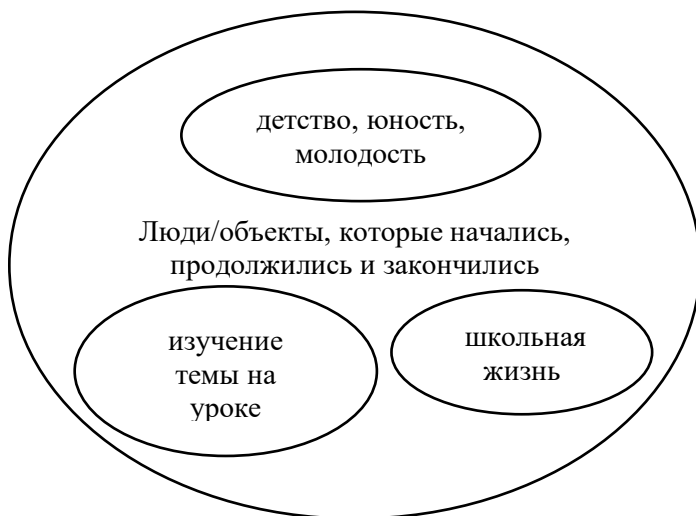 детство, юность,
молодость
Люди/объекты, которые начались,
продолжились и закончились
изучение
темы на
уроке
школьная
жизнь